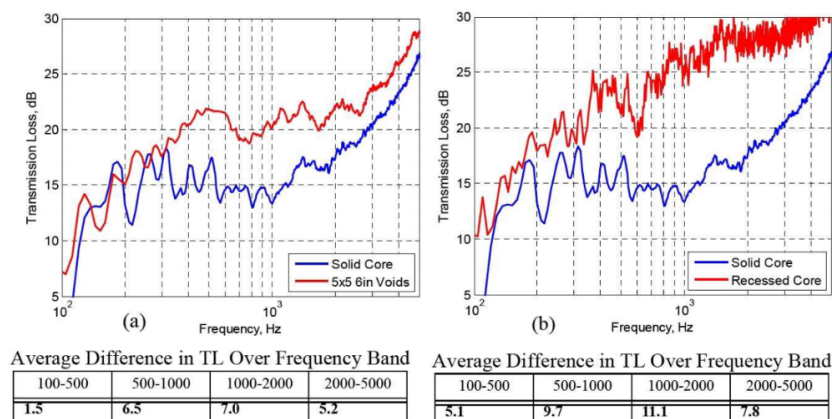 30
25
20
15
10
5
Transmission Loss, dB
Solid Core
5x5 6in Voids
10²
10³
(a)
Frequency, Hz
30
25
20
15
10
5
Transmission Loss, dB
Solid Core
Recessed Core
10²
10³
(b)
Frequency, Hz
Average Difference in TL Over Frequency Band
100-500 500-1000 1000-2000 2000-5000
1.5 6.5 7.0 5.2
Average Difference in TL Over Frequency Band
100-500 500-1000 1000-2000 2000-5000
5.1 9.7 11.1 7.8